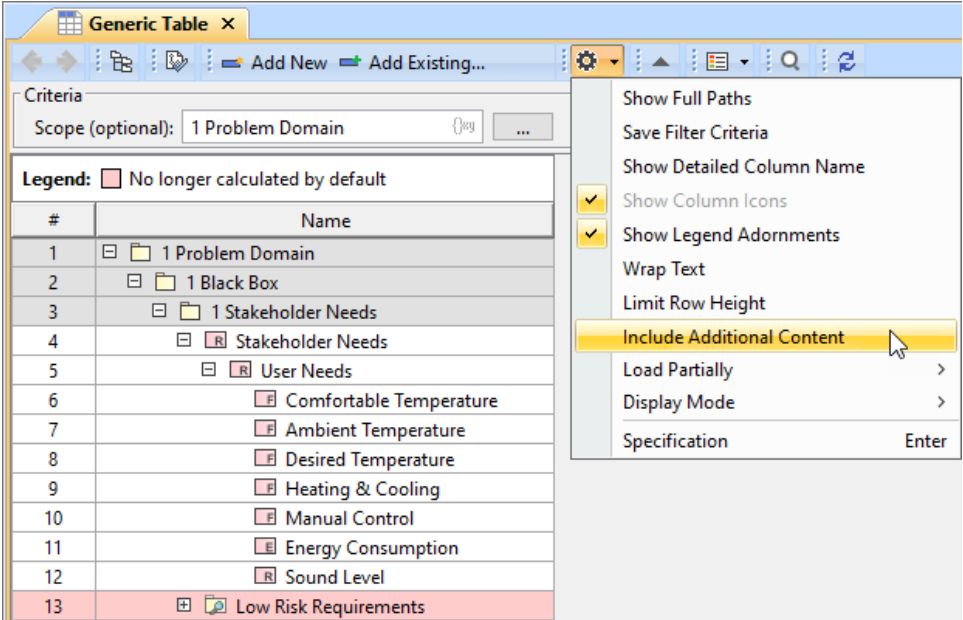 Generic Table ×
Add New Add Existing...
Criteria
Scope (optional): 1 Problem Domain {}xy ...
Legend: No longer calculated by default
# Name
1 1 Problem Domain
2 1 Black Box
3 1 Stakeholder Needs
4 R Stakeholder Needs
5 R User Needs
6 F Comfortable Temperature
7 F Ambient Temperature
8 F Desired Temperature
9 F Heating & Cooling
10 F Manual Control
11 E Energy Consumption
12 R Sound Level
13 Low Risk Requirements
Show Full Paths
Save Filter Criteria
Show Detailed Column Name
Show Column Icons
Show Legend Adornments
Wrap Text
Limit Row Height
Include Additional Content
Load Partially
Display Mode
Specification Enter